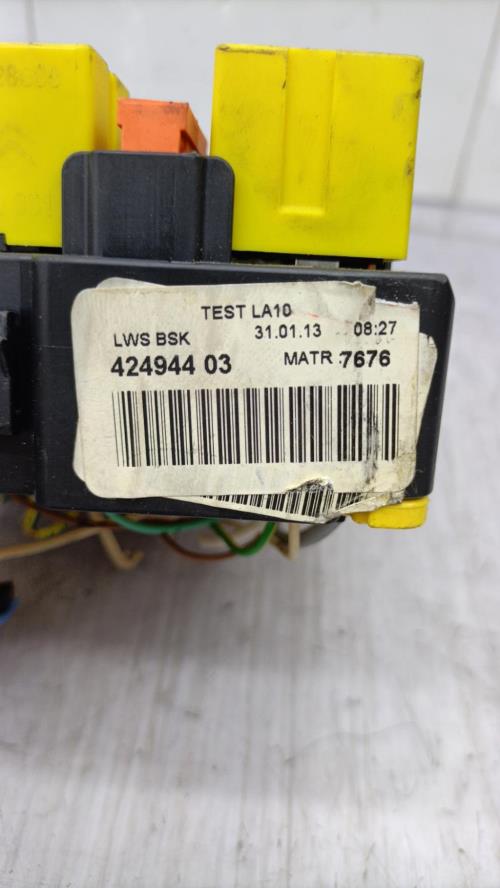 TEST LA10
LWS BSK 31.01.13 08:27
424944 03 MATR 7676